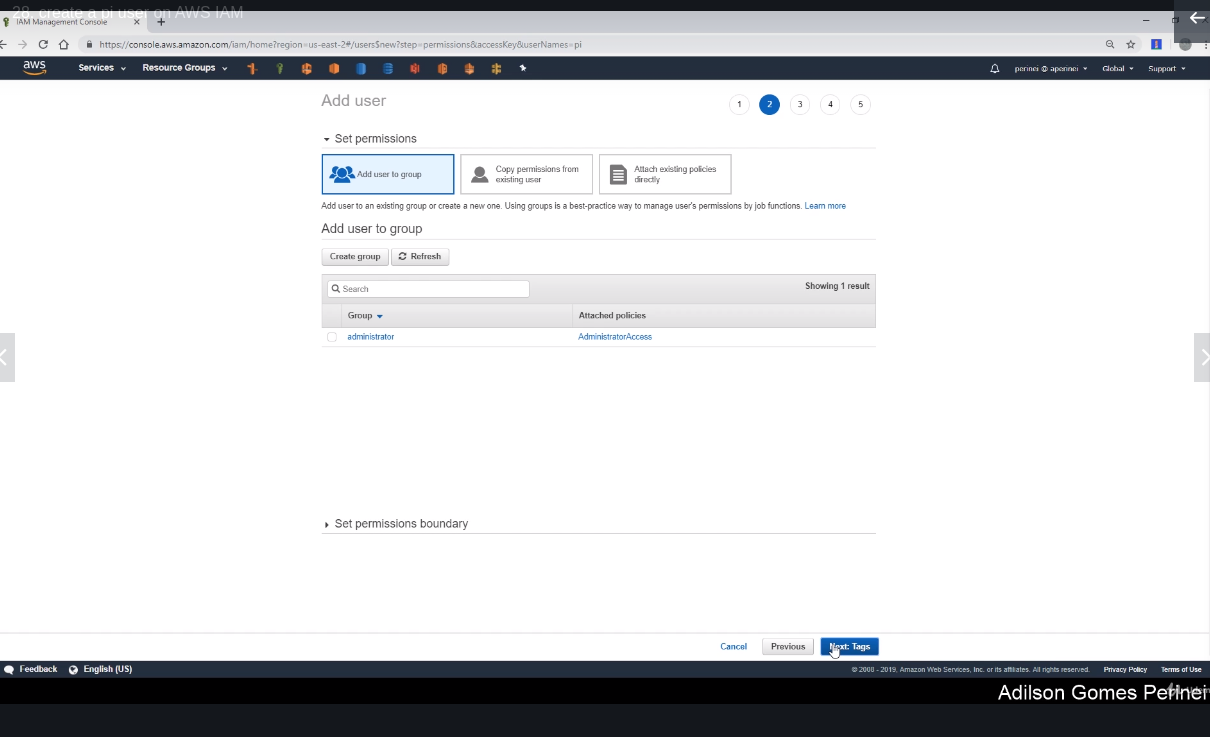 28. create a pi user on AWS IAM
IAM Management Console
https://console.aws.amazon.com/iam/home?region=us-east-2#/users$new?step=permissions&accessKey&userNames=pi
aws Services Resource Groups perinei @ aperinei Global Support
Add user 1 2 3 4 5
Set permissions
Add user to group
Copy permissions from
existing user
Attach existing policies
directly
Add user to an existing group or create a new one. Using groups is a best-practice way to manage user's permissions by job functions. Learn more
Add user to group
Create group Refresh
Search Showing 1 result
Group Attached policies
administrator AdministratorAccess
Set permissions boundary
Cancel Previous Next: Tags
Feedback English (US) © 2008 - 2019, Amazon Web Services, Inc. or its affiliates. All rights reserved. Privacy Policy Terms of Use
Adilson Gomes Perinei